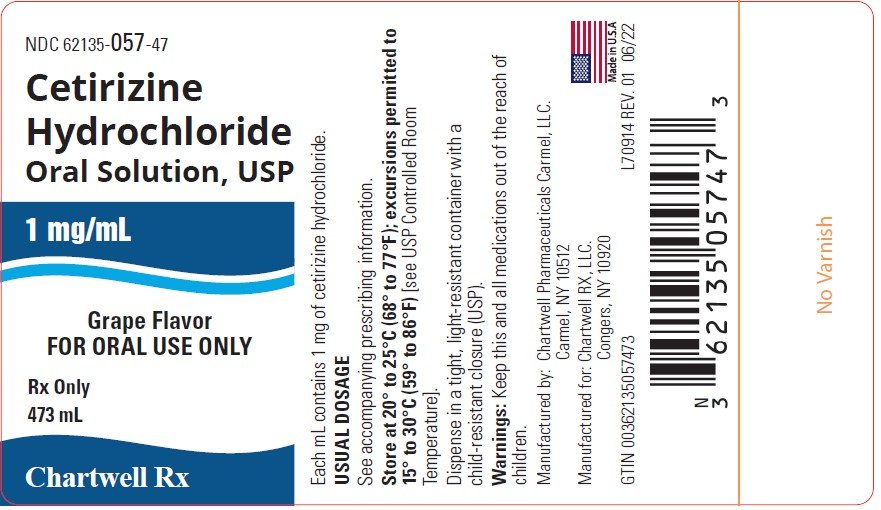 NDC 62135-057-47
Cetirizine
Hydrochloride
Oral Solution, USP
1 mg/mL
Grape Flavor
FOR ORAL USE ONLY
Rx Only
473 mL
Chartwell Rx
Each mL contains 1 mg of cetirizine hydrochloride.
USUAL DOSAGE
See accompanying prescribing information.
Store at 20° to 25°C (68° to 77°F); excursions permitted to
15° to 30°C (59° to 86°F) [see USP Controlled Room
Temperature].
Dispense in a tight, light-resistant container with a
child-resistant closure (USP).
Warnings: Keep this and all medications out of the reach of
children.
Manufactured by: Chartwell Pharmaceuticals Carmel, LLC.
Carmel, NY 10512
Manufactured for: Chartwell RX, LLC.
Congers, NY 10920
GTIN 00362135057473
L70914 REV. 01 06/22
Made in U.S.A
N
3 62135 05747 3
No Varnish